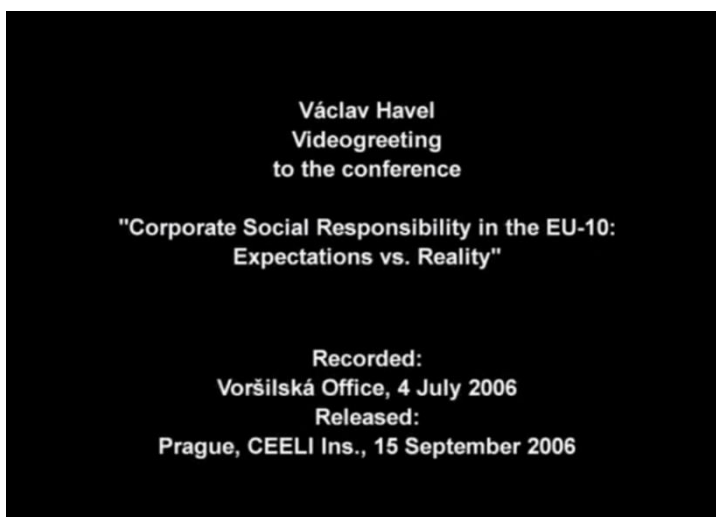 Václav Havel
Videogreeting
to the conference
"Corporate Social Responsibility in the EU-10:
Expectations vs. Reality"
Recorded:
Voršilská Office, 4 July 2006
Released:
Prague, CEELI Ins., 15 September 2006